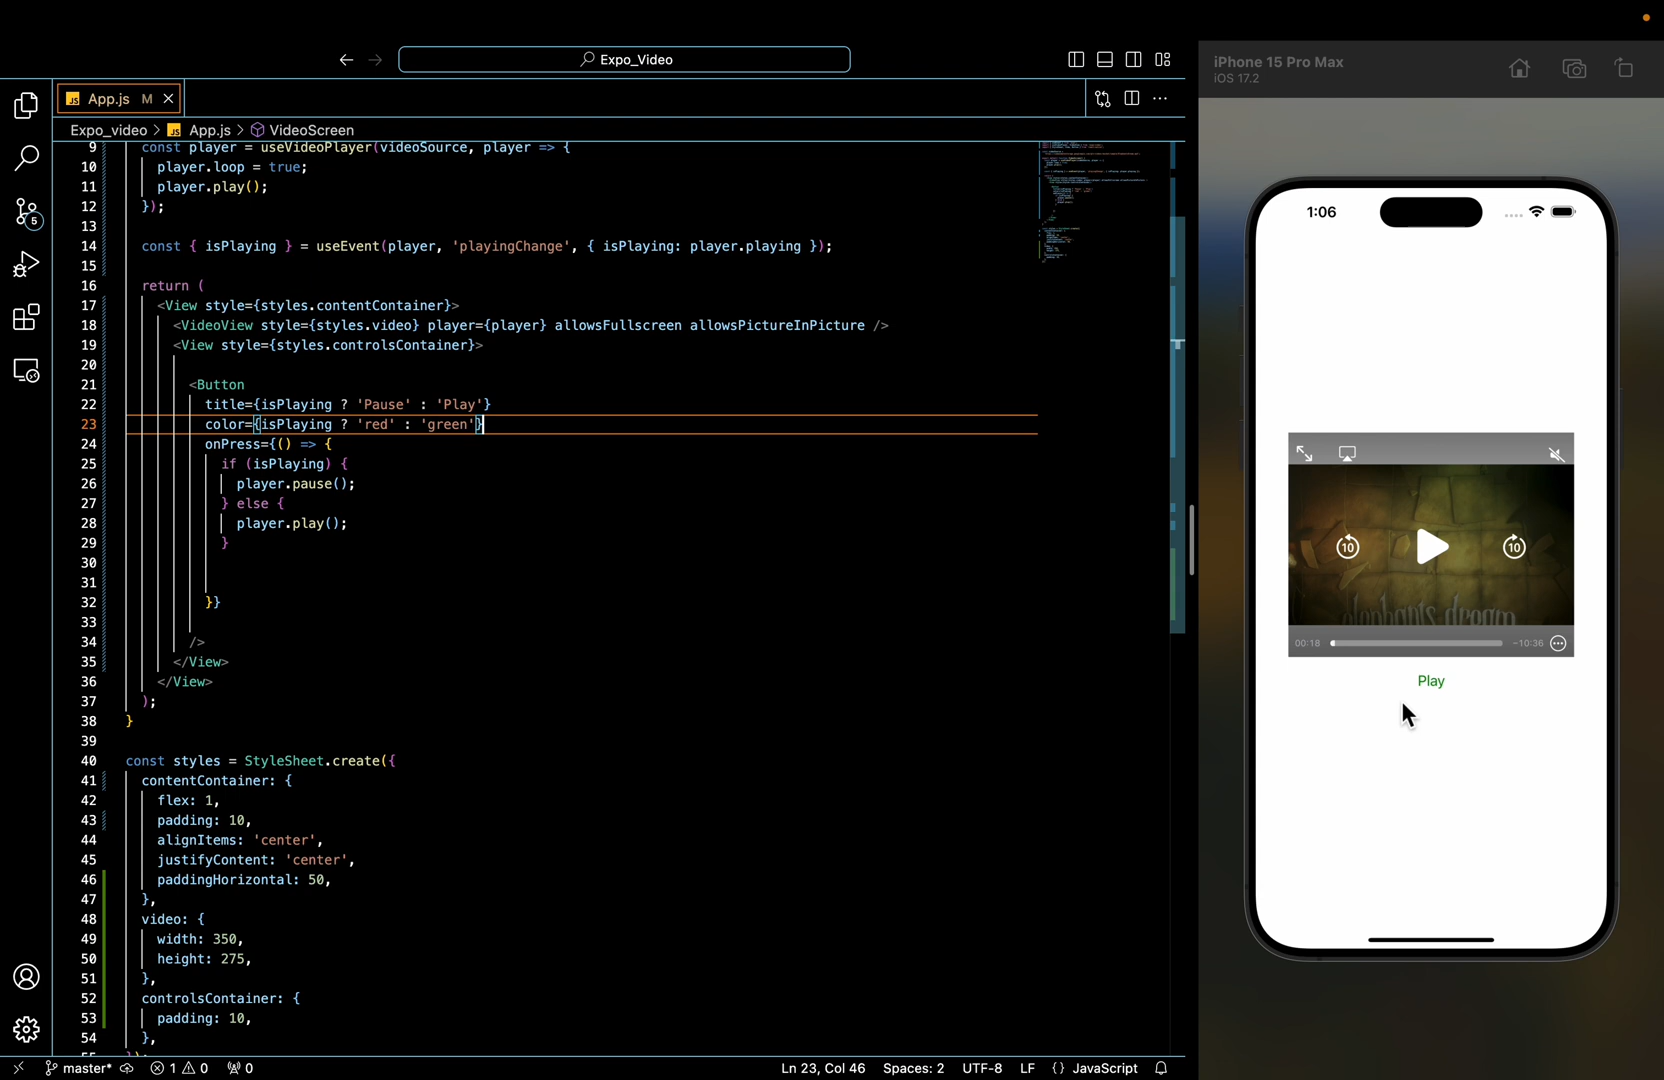 Expo_Video
JS App.js M
Expo_video > JS App.js > VideoScreen
9 const player = useVideoPlayer(videoSource, player => {
10 player.loop = true;
11 player.play();
12 });
13
14 const { isPlaying } = useEvent(player, 'playingChange', { isPlaying: player.playing });
15
16 return (
17 <View style={styles.contentContainer}>
18 <VideoView style={styles.video} player={player} allowsFullscreen allowsPictureInPicture />
19 <View style={styles.controlsContainer}>
20
21 <Button
22 title={isPlaying ? 'Pause' : 'Play'}
23 color={isPlaying ? 'red' : 'green'}
24 onPress={() => {
25 if (isPlaying) {
26 player.pause();
27 } else {
28 player.play();
29 }
30
31
32 }}
33
34 />
35 </View>
36 </View>
37 );
38 }
39
40 const styles = StyleSheet.create({
41 contentContainer: {
42 flex: 1,
43 padding: 10,
44 alignItems: 'center',
45 justifyContent: 'center',
46 paddingHorizontal: 50,
47 },
48 video: {
49 width: 350,
50 height: 275,
51 },
52 controlsContainer: {
53 padding: 10,
54 },
5
master* 1 0 0
Ln 23, Col 46 Spaces: 2 UTF-8 LF {} JavaScript
iPhone 15 Pro Max
iOS 17.2
1:06
10 10
00:18 -10:36
Play